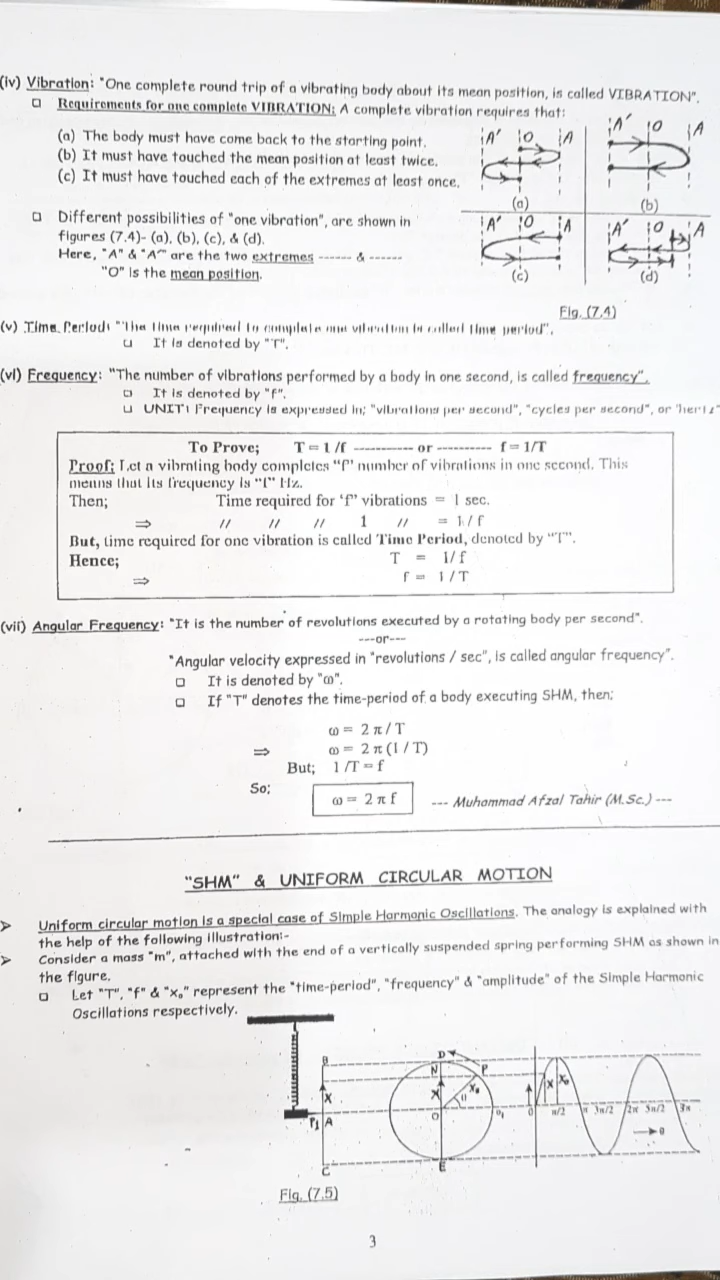 (iv) Vibration: "One complete round trip of a vibrating body about its mean position, is called VIBRATION".
❑ Requirements for one complete VIBRATION: A complete vibration requires that:
(a) The body must have come back to the starting point.
(b) It must have touched the mean position at least twice.
(c) It must have touched each of the extremes at least once.
A' O A
(a)
A' O A
(b)
❑ Different possibilities of "one vibration", are shown in
figures (7.4)- (a), (b), (c), & (d).
Here, "A" & "A'" are the two extremes ------ & ------
"O" is the mean position.
A' O A
(c)
A' O A
(d)
Fig. (7.4)
(v) Time Period: "The time required to complete one vibration is called time period".
❑ It is denoted by "T".
(vi) Frequency: "The number of vibrations performed by a body in one second, is called frequency".
❑ It is denoted by "f".
❑ UNIT: Frequency is expressed in; "vibrations per second", "cycles per second", or "hertz"
To Prove; T = 1 /f ----------- or ---------- f = 1/T
Proof: Let a vibrating body completes "f" number of vibrations in one second. This
means that its frequency is "f" Hz.
Then; Time required for 'f' vibrations = 1 sec.
⇒ // // // 1 // = 1 / f
But, time required for one vibration is called Time Period, denoted by "T".
Hence; T = 1/ f
⇒ f = 1 / T
(vii) Angular Frequency: "It is the number of revolutions executed by a rotating body per second".
---or---
"Angular velocity expressed in "revolutions / sec", is called angular frequency".
❑ It is denoted by "ω".
❑ If "T" denotes the time-period of a body executing SHM, then;
ω = 2 π / T
⇒ ω = 2 π (1 / T)
But; 1 /T = f
So; ω = 2 π f --- Muhammad Afzal Tahir (M.Sc.) ---
"SHM" & UNIFORM CIRCULAR MOTION
➢ Uniform circular motion is a special case of Simple Harmonic Oscillations. The analogy is explained with
the help of the following illustration:-
➢ Consider a mass "m", attached with the end of a vertically suspended spring performing SHM as shown in
the figure.
❑ Let "T", "f" & "xₒ" represent the "time-period", "frequency" & "amplitude" of the Simple Harmonic
Oscillations respectively.
B D
N P
X X Xₒ θ X Xₒ
P₁ A O O₁ 0 π/2 π 3π/2 2π 5π/2 3π
θ
C E
Fig. (7.5)
3